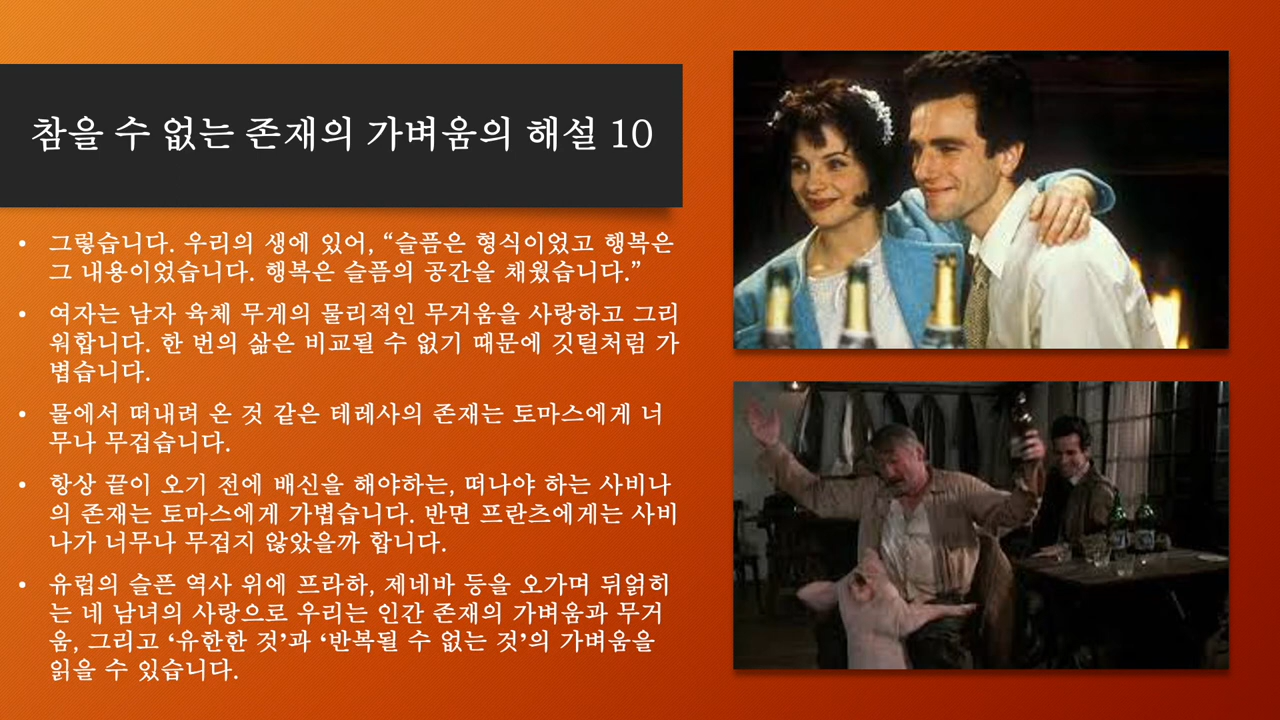 참을 수 없는 존재의 가벼움의 해설 10
• 그렇습니다. 우리의 생에 있어, “슬픔은 형식이었고 행복은
그 내용이었습니다. 행복은 슬픔의 공간을 채웠습니다.”
• 여자는 남자 육체 무게의 물리적인 무거움을 사랑하고 그리
워합니다. 한 번의 삶은 비교될 수 없기 때문에 깃털처럼 가
볍습니다.
• 물에서 떠내려 온 것 같은 테레사의 존재는 토마스에게 너
무나 무겁습니다.
• 항상 끝이 오기 전에 배신을 해야하는, 떠나야 하는 사비나
의 존재는 토마스에게 가볍습니다. 반면 프란츠에게는 사비
나가 너무나 무겁지 않았을까 합니다.
• 유럽의 슬픈 역사 위에 프라하, 제네바 등을 오가며 뒤얽히
는 네 남녀의 사랑으로 우리는 인간 존재의 가벼움과 무거
움, 그리고 ‘유한한 것’과 ‘반복될 수 없는 것’의 가벼움을
읽을 수 있습니다.